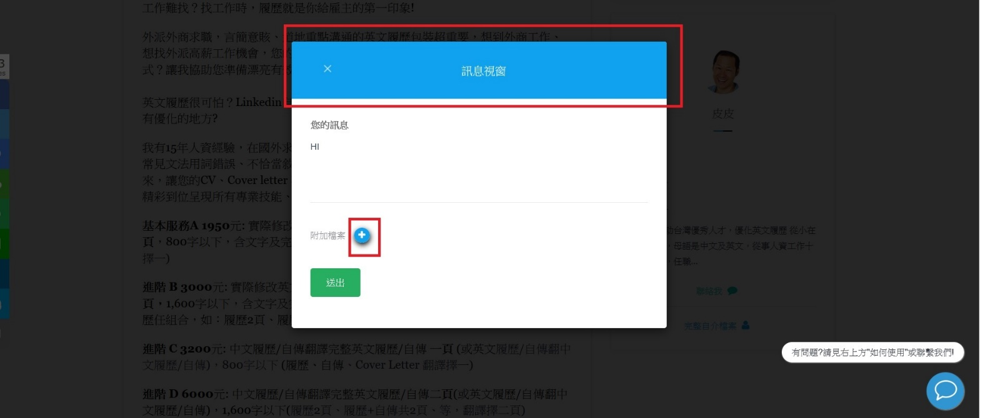 工作難找？找工作時，履歷就是你給雇主的第一印象!
外派外商求職，言簡意賅、道地重點溝通的英文履歷包裝超重要，想到外商工作、
想找外派高薪工作機會，您的
式？讓我協助您準備漂亮有
英文履歷很可怕？Linkedin
有優化的地方?
我有15年人資經驗，在國外求
常見文法用詞錯誤、不恰當敘
來，讓您的CV、Cover letter
精彩到位呈現所有專業技能、
基本服務A 1950元: 實際修改
頁，800字以下，含文字及完
擇一)
進階 B 3000元: 實際修改英
頁，1,600字以下，含文字及
歷任組合，如：履歷2頁、履
進階 C 3200元: 中文履歷/自傳翻譯完整英文履歷/自傳 一頁 (或英文履歷/自傳翻中
文履歷/自傳)，800字以下 (履歷、自傳、Cover Letter 翻譯擇一)
進階 D 6000元: 中文履歷/自傳翻譯完整英文履歷/自傳二頁(或英文履歷/自傳翻中
文履歷/自傳)，1,600字以下(履歷2頁、履歷+自傳共2頁、等，翻譯擇二頁)
×
訊息視窗
您的訊息
HI
附加檔案
送出
皮皮
助台灣優秀人才，優化英文履歷 從小在
、母語是中文及英文，從事人資工作十
，任職...
聯絡我
完整自介檔案
有問題?請見右上方"如何使用"或聯繫我們!